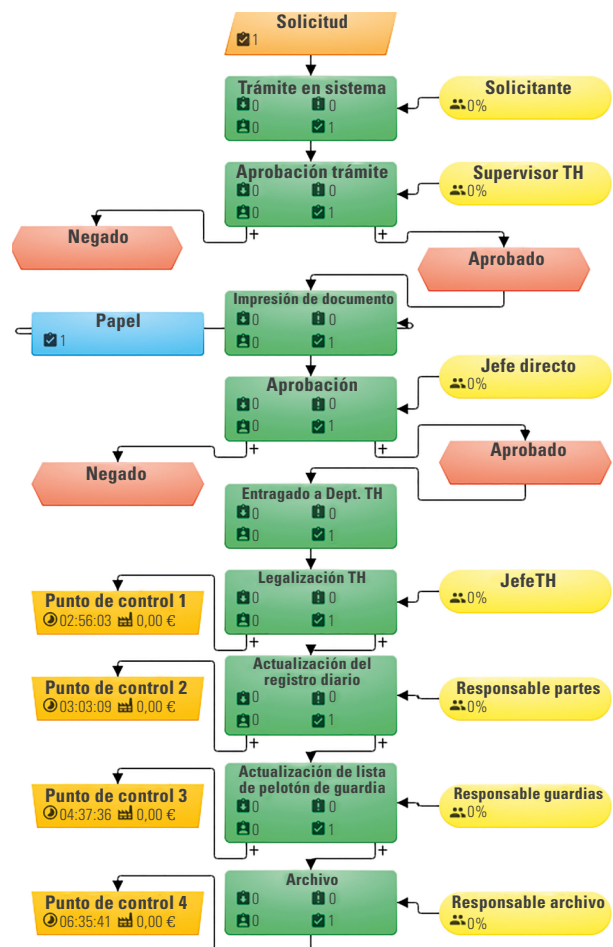 Solicitud
1
Trámite en sistema
0 0
0 1
Solicitante
0%
Aprobación trámite
0 0
0 1
Supervisor TH
0%
+ +
Negado
Aprobado
Impresión de documento
0 0
0 1
Papel
1
Aprobación
0 0
0 1
Jefe directo
0%
+ +
Negado
Aprobado
Entragado a Dept. TH
0 0
0 1
Legalización TH
0 0
0 1
JefeTH
0%
Punto de control 1
02:56:03 0,00 €
+ +
Actualización del
registro diario
0 0
0 1
Responsable partes
0%
Punto de control 2
03:03:09 0,00 €
+ +
Actualización de lista
de pelotón de guardia
0 0
0 1
Responsable guardias
0%
Punto de control 3
04:37:36 0,00 €
+ +
Archivo
0 0
0 1
Responsable archivo
0%
Punto de control 4
06:35:41 0,00 €